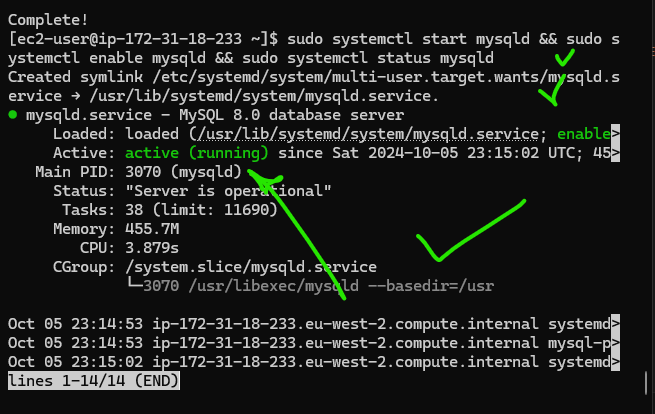 Complete!
[ec2-user@ip-172-31-18-233 ~]$ sudo systemctl start mysqld && sudo s
ystemctl enable mysqld && sudo systemctl status mysqld
Created symlink /etc/systemd/system/multi-user.target.wants/mysqld.s
ervice → /usr/lib/systemd/system/mysqld.service.
● mysqld.service - MySQL 8.0 database server
Loaded: loaded (/usr/lib/systemd/system/mysqld.service; enable>
Active: active (running) since Sat 2024-10-05 23:15:02 UTC; 45>
Main PID: 3070 (mysqld)
Status: "Server is operational"
Tasks: 38 (limit: 11690)
Memory: 455.7M
CPU: 3.879s
CGroup: /system.slice/mysqld.service
└─3070 /usr/libexec/mysqld --basedir=/usr
Oct 05 23:14:53 ip-172-31-18-233.eu-west-2.compute.internal systemd>
Oct 05 23:14:53 ip-172-31-18-233.eu-west-2.compute.internal mysql-p>
Oct 05 23:15:02 ip-172-31-18-233.eu-west-2.compute.internal systemd>
lines 1-14/14 (END)